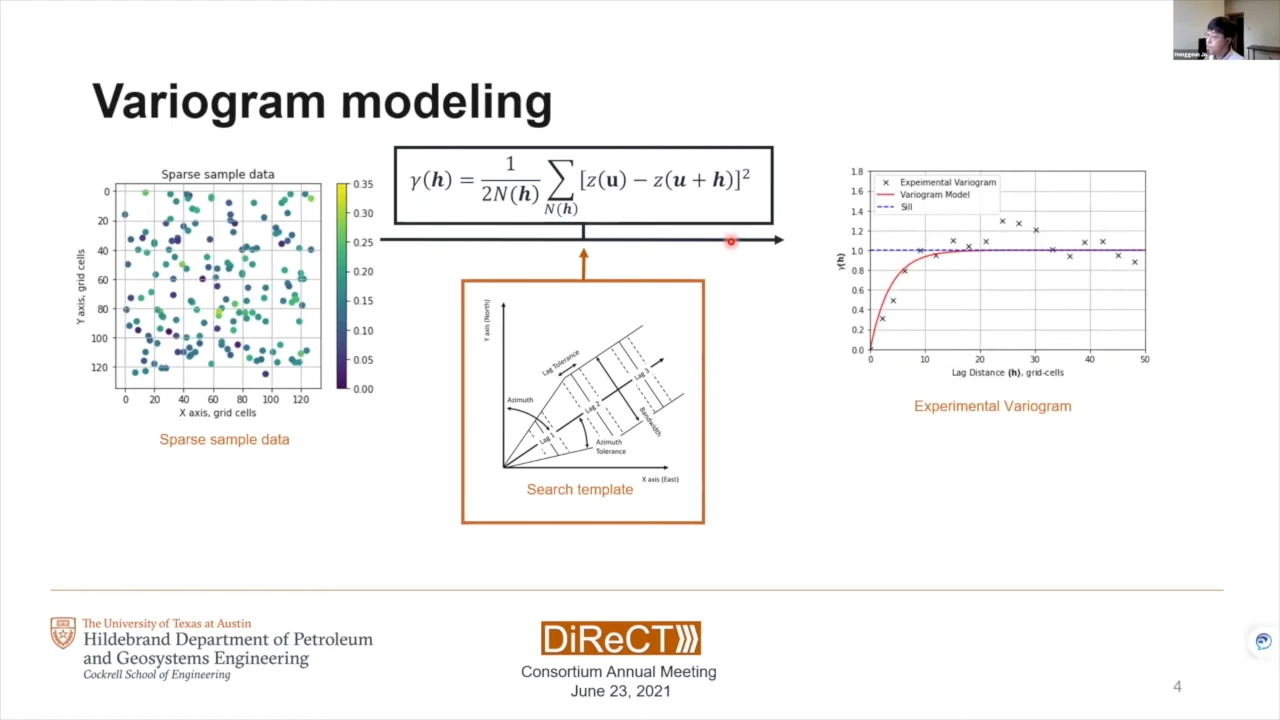 Honggeun Jo
Variogram modeling
Sparse sample data
0
20
40
60
80
100
120
Y axis, grid cells
0 20 40 60 80 100 120
X axis, grid cells
0.35
0.30
0.25
0.20
0.15
0.10
0.05
0.00
Sparse sample data
γ(h) = 1/2N(h) ∑N(h) [z(u) − z(u + h)]²
Y axis (North)
Azimuth
Lag Tolerance
Lag 1
Lag 2
Lag 3
Bandwidth
Azimuth
Tolerance
X axis (East)
Search template
1.8
1.6
1.4
1.2
1.0
0.8
0.6
0.4
0.2
0.0
γ(h)
Expeimental Variogram
Variogram Model
Sill
0 10 20 30 40 50
Lag Distance (h), grid-cells
Experimental Variogram
The University of Texas at Austin
Hildebrand Department of Petroleum
and Geosystems Engineering
Cockrell School of Engineering
DiReCT
Consortium Annual Meeting
June 23, 2021
4